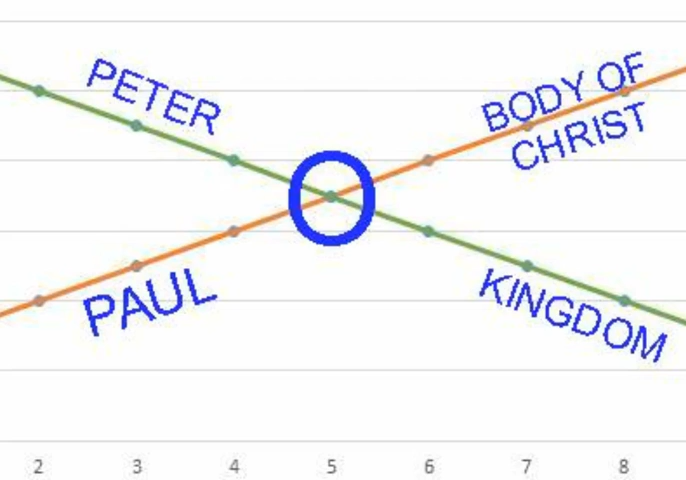 PETER
BODY OF
CHRIST
O
PAUL
KINGDOM
2 3 4 5 6 7 8